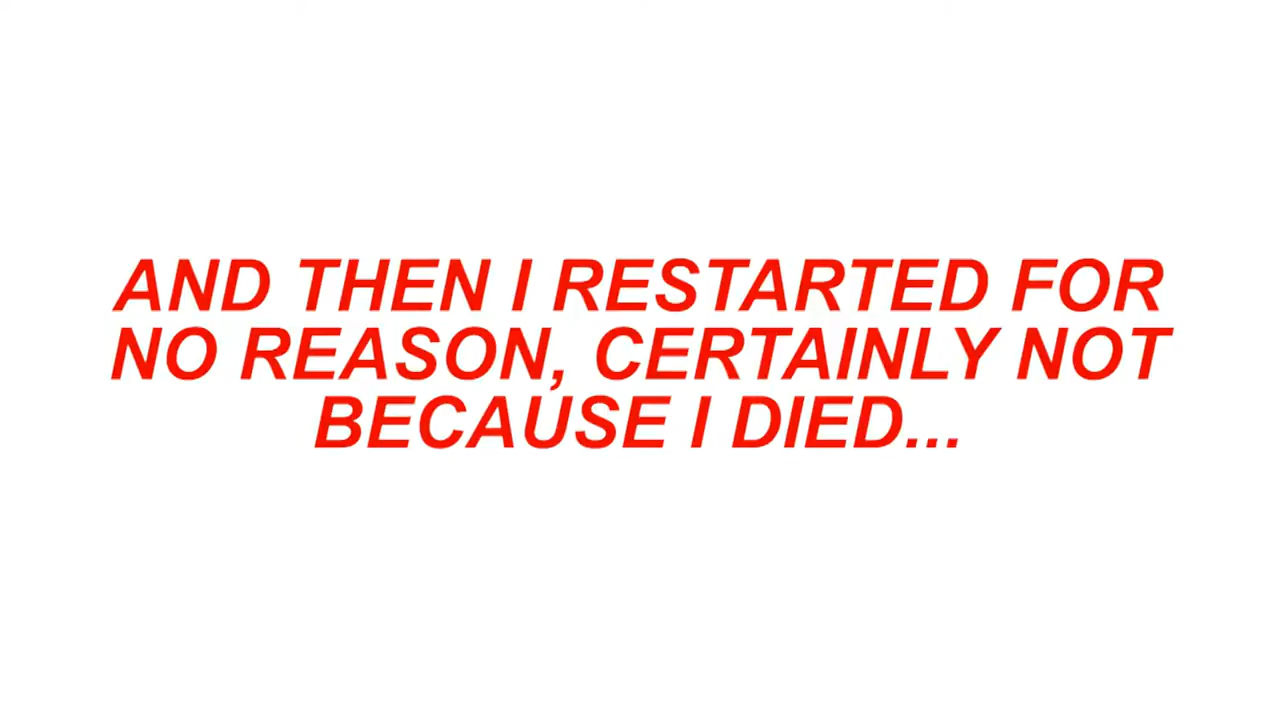 AND THEN I RESTARTED FOR
NO REASON, CERTAINLY NOT
BECAUSE I DIED...